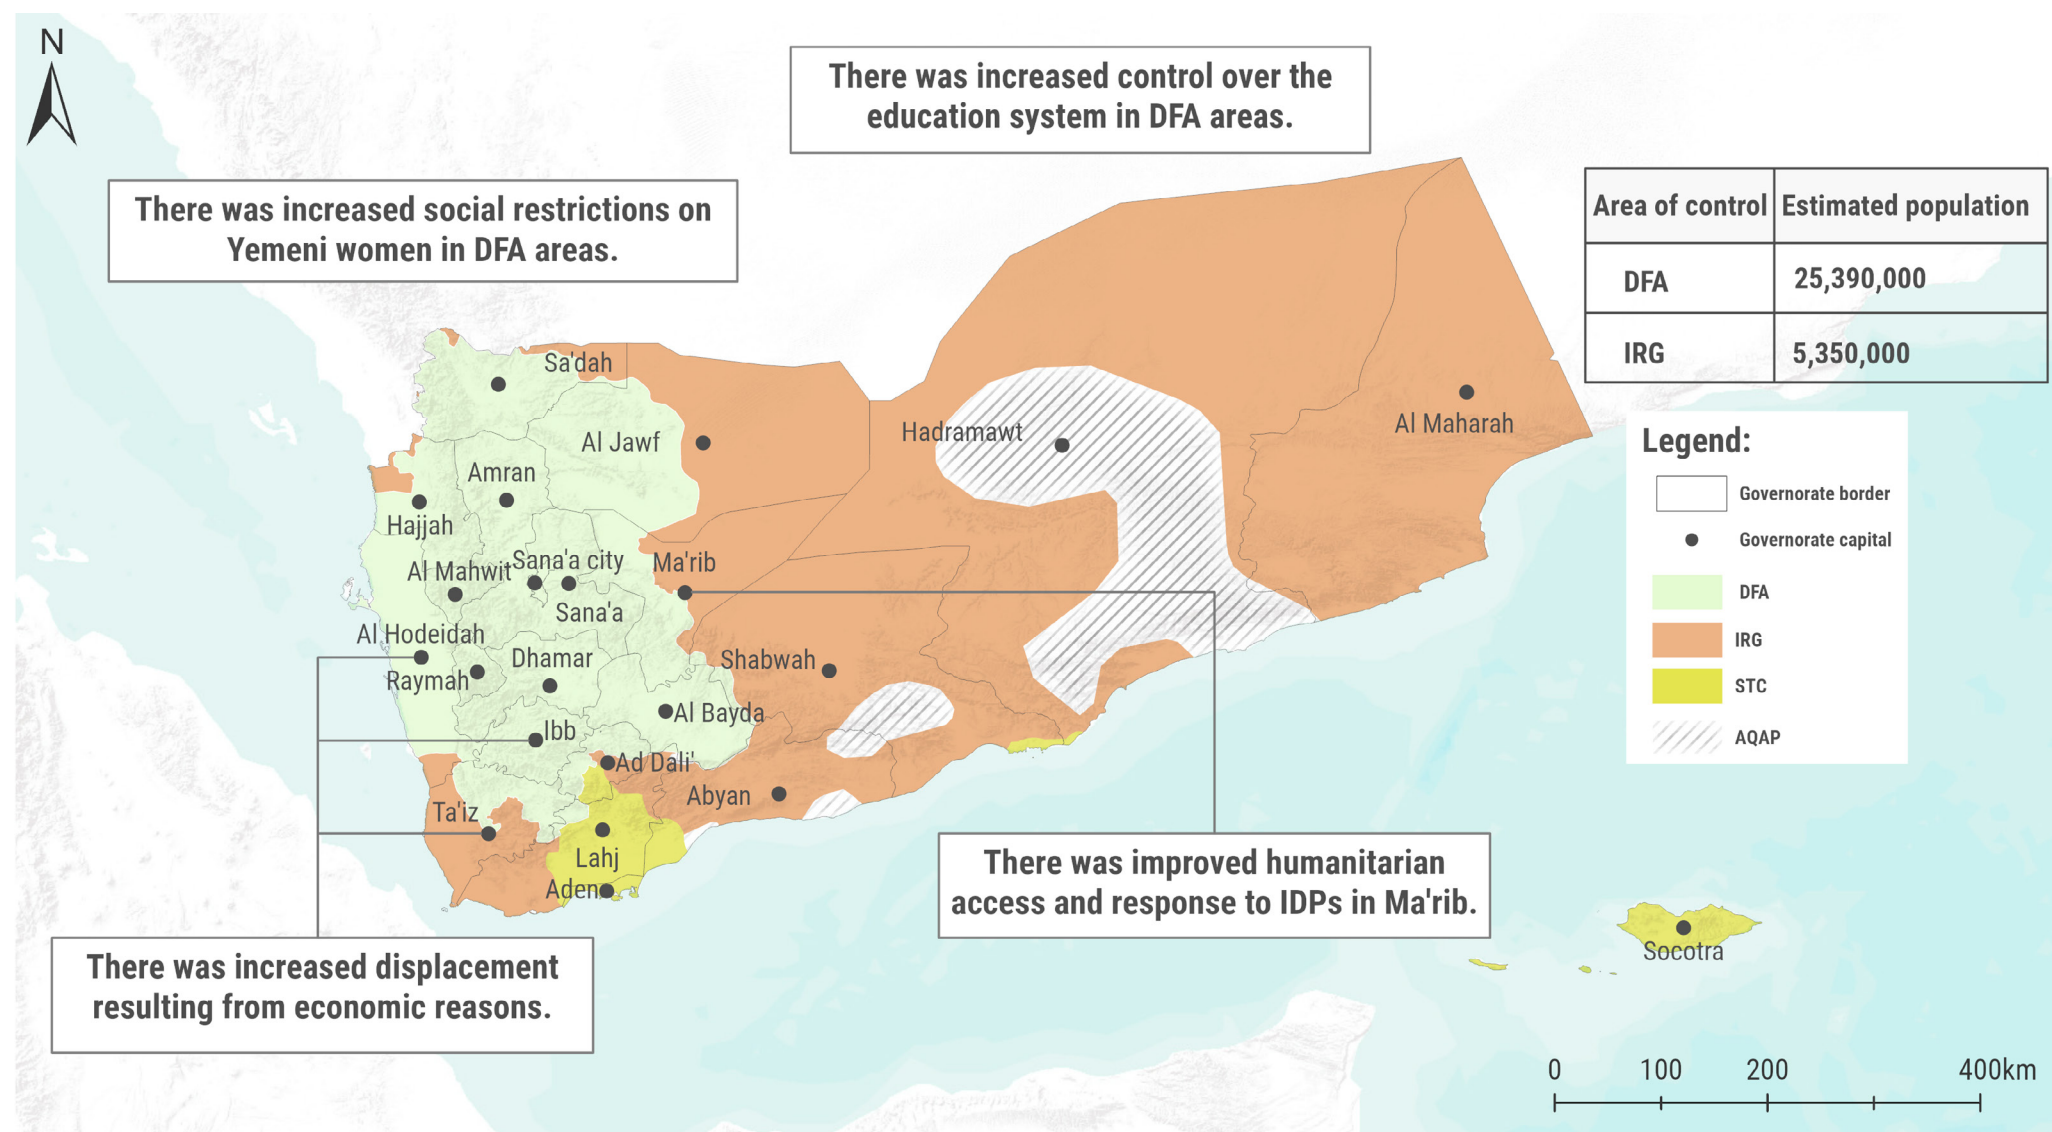 N
There was increased control over the
education system in DFA areas.
There was increased social restrictions on
Yemeni women in DFA areas.
Area of control Estimated population
DFA 25,390,000
IRG 5,350,000
Legend:
Governorate border
Governorate capital
DFA
IRG
STC
AQAP
Sa'dah
Al Jawf
Hadramawt
Al Maharah
Amran
Hajjah
Sana'a city
Ma'rib
Al Mahwit
Sana'a
Al Hodeidah
Dhamar
Shabwah
Raymah
Al Bayda
Ibb
Ad Dali'
Abyan
Ta'iz
Lahj
Aden
Socotra
There was improved humanitarian
access and response to IDPs in Ma'rib.
There was increased displacement
resulting from economic reasons.
0 100 200 400km